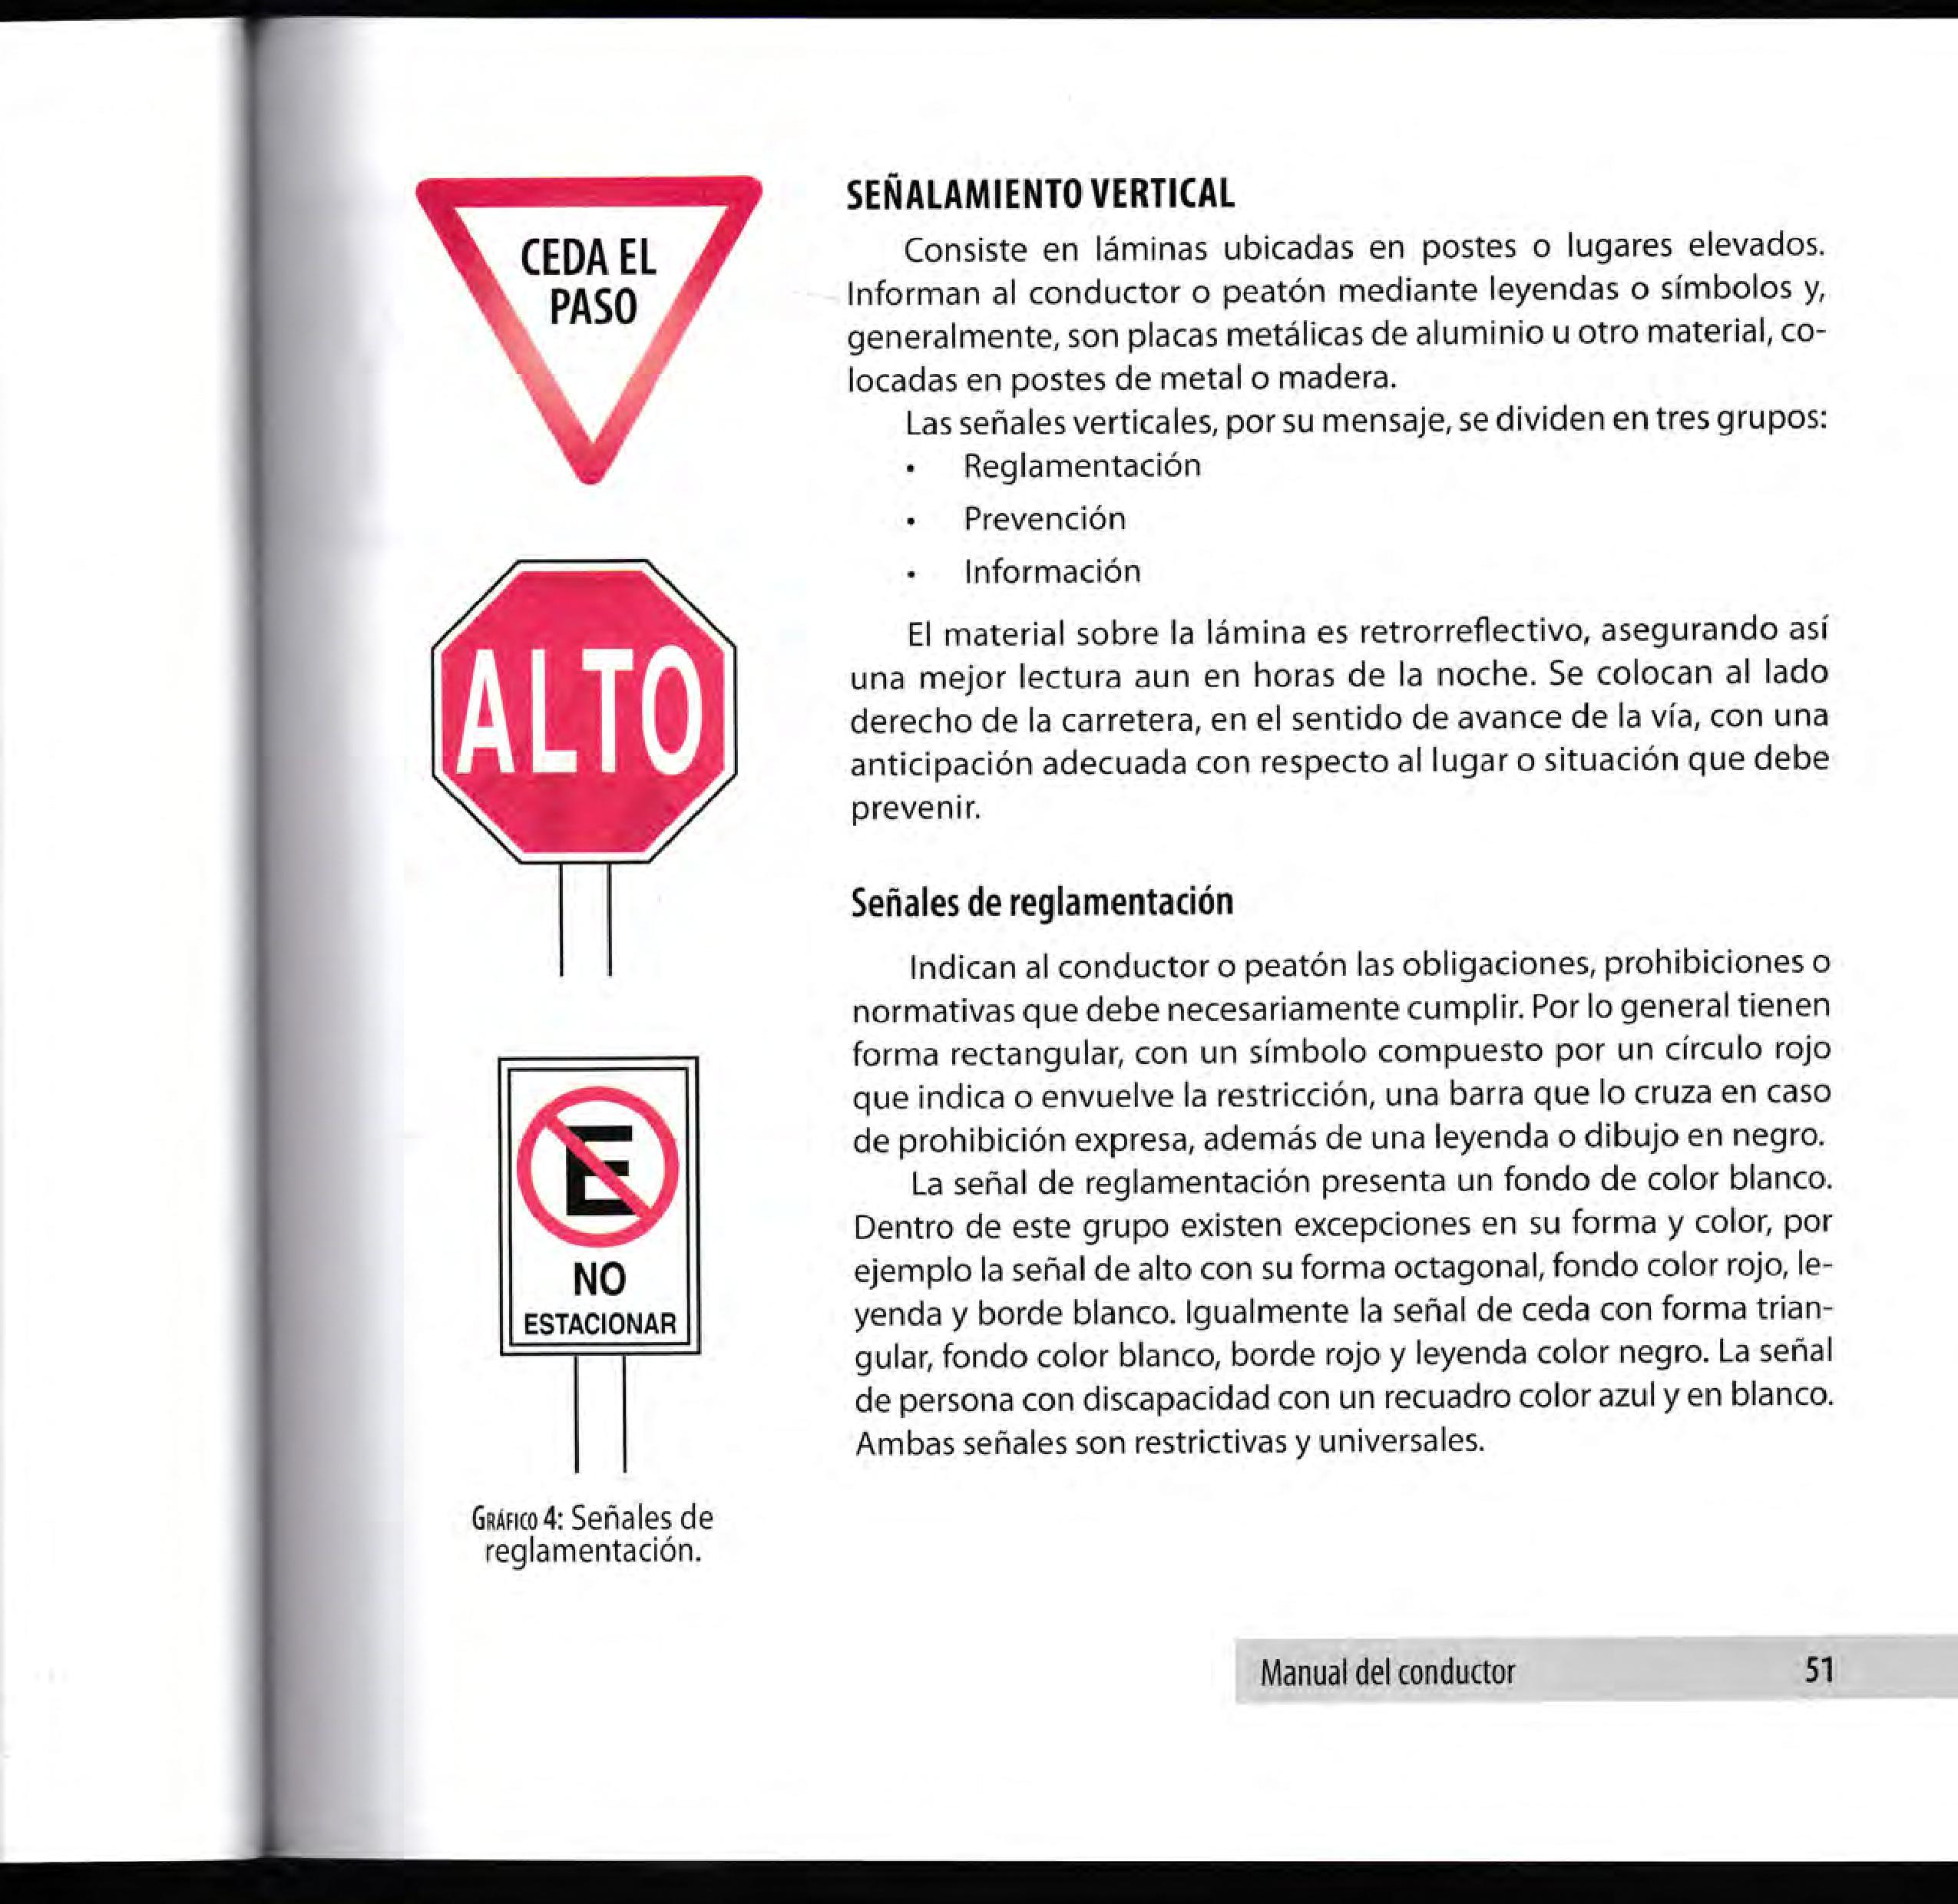 CEDA EL
PASO
ALTO
E
NO
ESTACIONAR
GRÁFICO 4: Señales de
reglamentación.
SEÑALAMIENTO VERTICAL
Consiste en láminas ubicadas en postes o lugares elevados.
Informan al conductor o peatón mediante leyendas o símbolos y,
generalmente, son placas metálicas de aluminio u otro material, co-
locadas en postes de metal o madera.
Las señales verticales, por su mensaje, se dividen en tres grupos:
• Reglamentación
• Prevención
• Información
El material sobre la lámina es retrorreflectivo, asegurando así
una mejor lectura aun en horas de la noche. Se colocan al lado
derecho de la carretera, en el sentido de avance de la vía, con una
anticipación adecuada con respecto al lugar o situación que debe
prevenir.
Señales de reglamentación
Indican al conductor o peatón las obligaciones, prohibiciones o
normativas que debe necesariamente cumplir. Por lo general tienen
forma rectangular, con un símbolo compuesto por un círculo rojo
que indica o envuelve la restricción, una barra que lo cruza en caso
de prohibición expresa, además de una leyenda o dibujo en negro.
La señal de reglamentación presenta un fondo de color blanco.
Dentro de este grupo existen excepciones en su forma y color, por
ejemplo la señal de alto con su forma octagonal, fondo color rojo, le-
yenda y borde blanco. Igualmente la señal de ceda con forma trian-
gular, fondo color blanco, borde rojo y leyenda color negro. La señal
de persona con discapacidad con un recuadro color azul y en blanco.
Ambas señales son restrictivas y universales.
Manual del conductor 51